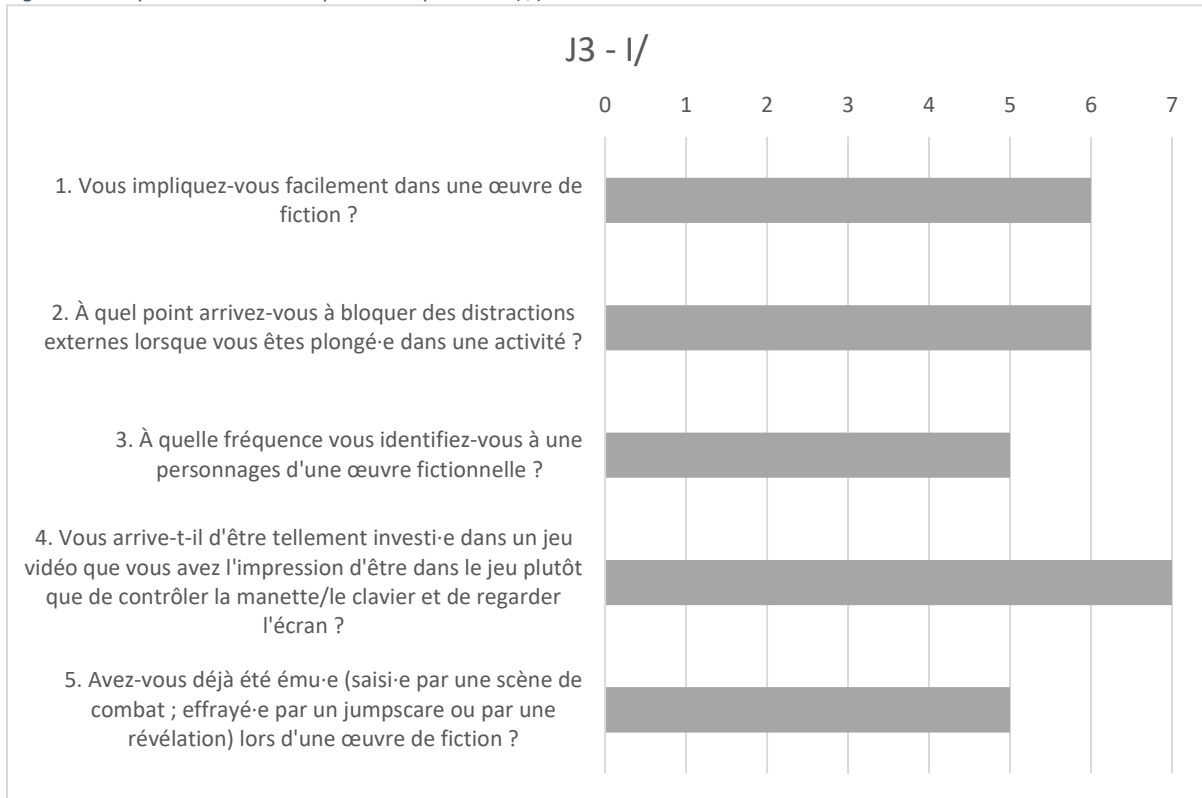 J3 - I/
0 1 2 3 4 5 6 7
1. Vous impliquez-vous facilement dans une œuvre de
fiction ?
2. À quel point arrivez-vous à bloquer des distractions
externes lorsque vous êtes plongé·e dans une activité ?
3. À quelle fréquence vous identifiez-vous à une
personnages d'une œuvre fictionnelle ?
4. Vous arrive-t-il d'être tellement investi·e dans un jeu
vidéo que vous avez l'impression d'être dans le jeu plutôt
que de contrôler la manette/le clavier et de regarder
l'écran ?
5. Avez-vous déjà été ému·e (saisi·e par une scène de
combat ; effrayé·e par un jumpscare ou par une
révélation) lors d'une œuvre de fiction ?